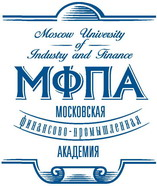 Moscow University
of
Industry and Finance
МФПА
МОСКОВСКАЯ
финансово-промышленная
АКАДЕМИЯ